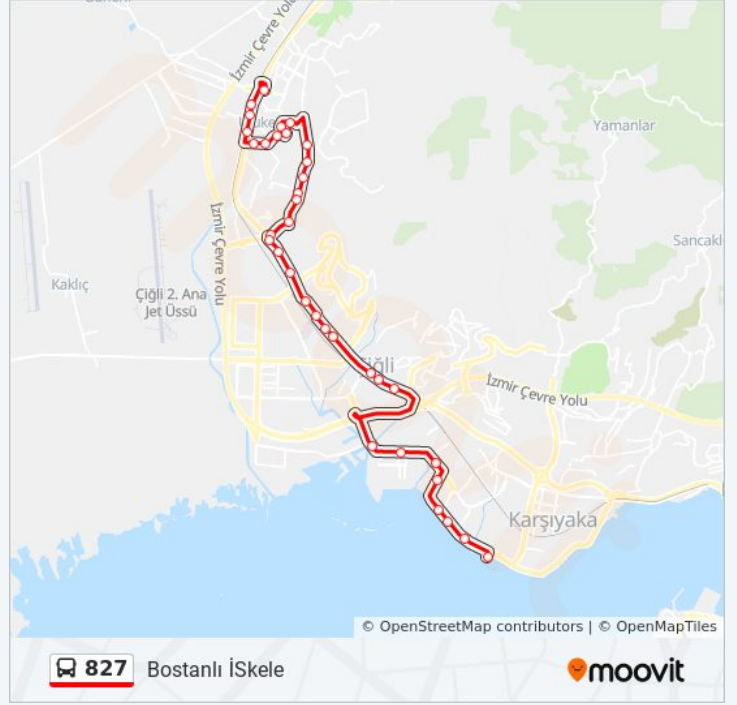 İzmir Çevre Yolu
Yamanlar
İzmir Çevre Yolu
Sancakl
Kaklıç
Çiğli 2. Ana
Jet Üssü
Çiğli
İzmir Çevre Yolu
Karşıyaka
© OpenStreetMap contributors | © OpenMapTiles
827 Bostanlı İSkele
moovit